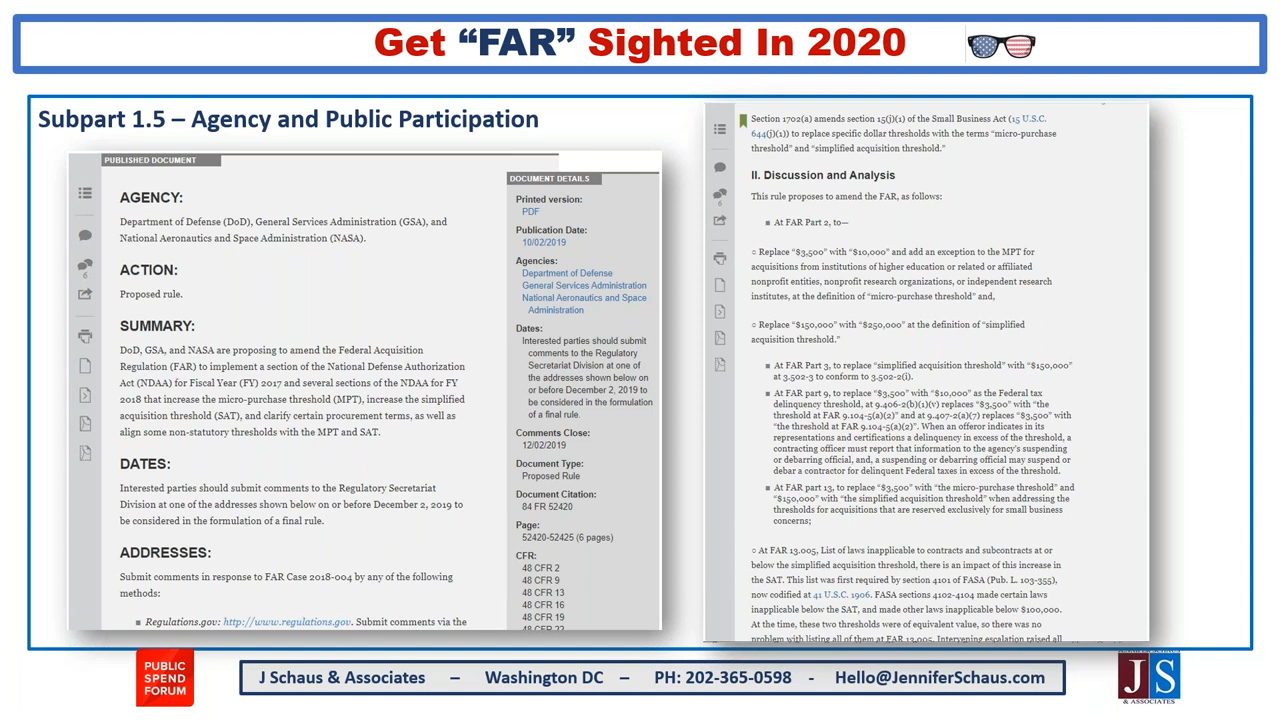 Get “FAR” Sighted In 2020
Subpart 1.5 – Agency and Public Participation
PUBLISHED DOCUMENT
AGENCY:
Department of Defense (DoD), General Services Administration (GSA), and
National Aeronautics and Space Administration (NASA).
ACTION:
Proposed rule.
SUMMARY:
DoD, GSA, and NASA are proposing to amend the Federal Acquisition
Regulation (FAR) to implement a section of the National Defense Authorization
Act (NDAA) for Fiscal Year (FY) 2017 and several sections of the NDAA for FY
2018 that increase the micro-purchase threshold (MPT), increase the simplified
acquisition threshold (SAT), and clarify certain procurement terms, as well as
align some non-statutory thresholds with the MPT and SAT.
DATES:
Interested parties should submit comments to the Regulatory Secretariat
Division at one of the addresses shown below on or before December 2, 2019 to
be considered in the formulation of a final rule.
ADDRESSES:
Submit comments in response to FAR Case 2018-004 by any of the following
methods:
■ Regulations.gov: http://www.regulations.gov. Submit comments via the
6
DOCUMENT DETAILS
Printed version:
PDF
Publication Date:
10/02/2019
Agencies:
Department of Defense
General Services Administration
National Aeronautics and Space
Administration
Dates:
Interested parties should submit
comments to the Regulatory
Secretariat Division at one of
the addresses shown below on
or before December 2, 2019 to
be considered in the formulation
of a final rule.
Comments Close:
12/02/2019
Document Type:
Proposed Rule
Document Citation:
84 FR 52420
Page:
52420-52425 (6 pages)
CFR:
48 CFR 2
48 CFR 9
48 CFR 13
48 CFR 16
48 CFR 19
48 CFR 22
6
Section 1702(a) amends section 15(j)(1) of the Small Business Act (15 U.S.C.
644(j)(1)) to replace specific dollar thresholds with the terms “micro-purchase
threshold” and “simplified acquisition threshold.”
II. Discussion and Analysis
This rule proposes to amend the FAR, as follows:
■ At FAR Part 2, to—
○ Replace “$3,500” with “$10,000” and add an exception to the MPT for
acquisitions from institutions of higher education or related or affiliated
nonprofit entities, nonprofit research organizations, or independent research
institutes, at the definition of “micro-purchase threshold” and,
○ Replace “$150,000” with “$250,000” at the definition of “simplified
acquisition threshold.”
■ At FAR Part 3, to replace “simplified acquisition threshold” with “$150,000”
at 3.502-3 to conform to 3.502-2(i).
■ At FAR part 9, to replace “$3,500” with “$10,000” as the Federal tax
delinquency threshold, at 9.406-2(b)(1)(v) replaces “$3,500” with “the
threshold at FAR 9.104-5(a)(2)” and at 9.407-2(a)(7) replaces “$3,500” with
“the threshold at FAR 9.104-5(a)(2)”. When an offeror indicates in its
representations and certifications a delinquency in excess of the threshold, a
contracting officer must report that information to the agency’s suspending
or debarring official, and, a suspending or debarring official may suspend or
debar a contractor for delinquent Federal taxes in excess of the threshold.
■ At FAR part 13, to replace “$3,500” with “the micro-purchase threshold” and
“$150,000” with “the simplified acquisition threshold” when addressing the
thresholds for acquisitions that are reserved exclusively for small business
concerns;
○ At FAR 13.005, List of laws inapplicable to contracts and subcontracts at or
below the simplified acquisition threshold, there is an impact of this increase in
the SAT. This list was first required by section 4101 of FASA (Pub. L. 103-355),
now codified at 41 U.S.C. 1906. FASA sections 4102-4104 made certain laws
inapplicable below the SAT, and made other laws inapplicable below $100,000.
At the time, these two thresholds were of equivalent value, so there was no
problem with listing all of them at FAR 13.005. Intervening escalation raised all
PUBLIC
SPEND
FORUM
J Schaus & Associates – Washington DC – PH: 202-365-0598 - Hello@JenniferSchaus.com
J S
& ASSOCIATES